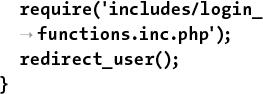 require('includes/login_
→functions.inc.php');
redirect_user();
}